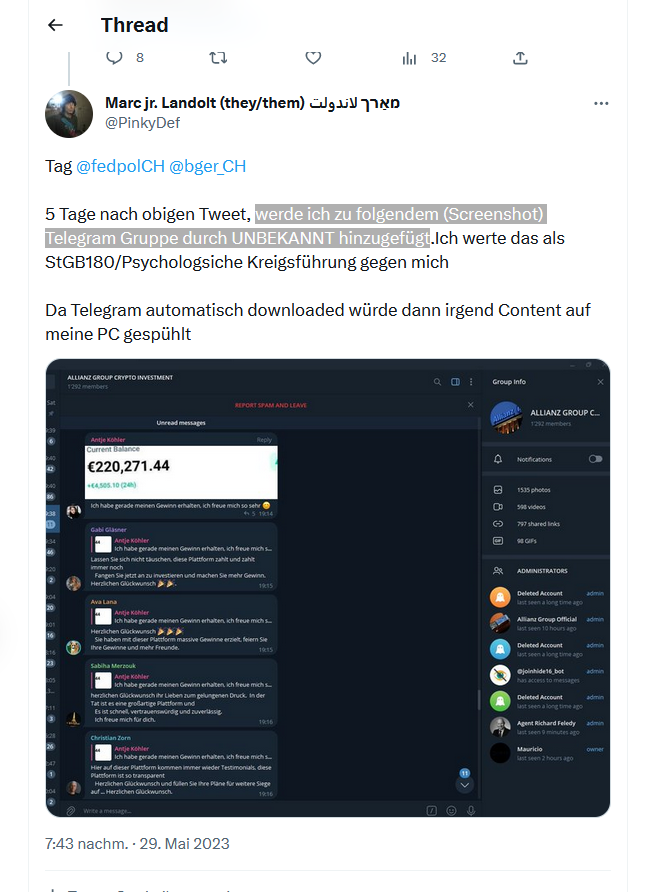 Thread
8
32
Marc jr. Landolt (they/them) מאַרך לאַנדולט
@PinkyDef
Tag @fedpolCH @bger_CH
5 Tage nach obigen Tweet, werde ich zu folgendem (Screenshot)
Telegram Gruppe durch UNBEKANNT hinzugefügt.Ich werte das als
StGB180/Psychologsiche Kreigsführung gegen mich
Da Telegram automatisch downloaded würde dann irgend Content auf
meine PC gespühlt
ALLIANZ GROUP CRYPTO INVESTMENT
1'292 members
REPORT SPAM AND LEAVE
Unread messages
Antje Köhler
Reply
Current Balance
€220,271.44
+€4,505.10 (24h)
Ich habe gerade meinen Gewinn erhalten, ich freue mich so sehr
5 19:14
Gabi Gläsner
Antje Köhler
Ich habe gerade meinen Gewinn erhalten, ich freue mich s...
Lassen Sie sich nicht täuschen, diese Plattform zahlt und zahlt
immer noch
Fangen Sie jetzt an zu investieren und machen Sie mehr Gewinn.
Herzlichen Glückwunsch 🎉🎉.
19:15
Ava Lana
Antje Köhler
Ich habe gerade meinen Gewinn erhalten, ich freue mich s...
Herzlichen Glückwunsch 🎉🎉🎉
Sie haben mit dieser Plattform massive Gewinne erzielt, feiern Sie
Ihre Gewinne und mehr Freunde.
19:15
Sabiha Merzouk
Antje Köhler
Ich habe gerade meinen Gewinn erhalten, ich freue mich s...
herzlichen Glückwunsch ihr Lieben zum gelungenen Druck. In der
Tat ist es eine großartige Plattform und
Es ist schnell, vertrauenswürdig und zuverlässig.
Ich freue mich für dich.
19:16
Christian Zorn
Antje Köhler
Ich habe gerade meinen Gewinn erhalten, ich freue mich s...
Hier auf dieser Plattform kommen immer wieder Testimonials, diese
Plattform ist so transparent
Herzlichen Glückwunsch und füllen Sie Ihre Pläne für weitere Siege
auf ... Herzlichen Glückwunsch.
19:16
11
Write a message...
Group Info
ALLIANZ GROUP C...
1'292 members
Notifications
1535 photos
598 videos
797 shared links
98 GIFs
ADMINISTRATORS
Deleted Account admin
last seen a long time ago
Allianz Group Official admin
last seen 10 hours ago
Deleted Account admin
last seen a long time ago
@joinhide16_bot admin
has access to messages
Deleted Account admin
last seen a long time ago
Agent Richard Feledy admin
last seen 9 minutes ago
Mauricio owner
last seen 2 hours ago
7:43 nachm. · 29. Mai 2023